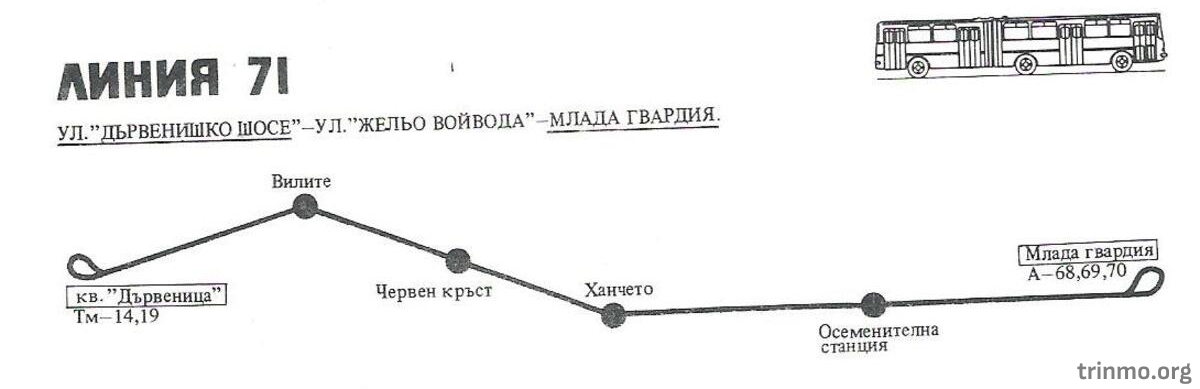 ЛИНИЯ 71
УЛ."ДЪРВЕНИШКО ШОСЕ"–УЛ."ЖЕЛЬО ВОЙВОДА"–МЛАДА ГВАРДИЯ.
Вилите
Млада гвардия
А–68,69,70
кв."Дървеница"
Тм–14,19
Червен кръст
Ханчето
Осеменителна
станция
trinmo.org